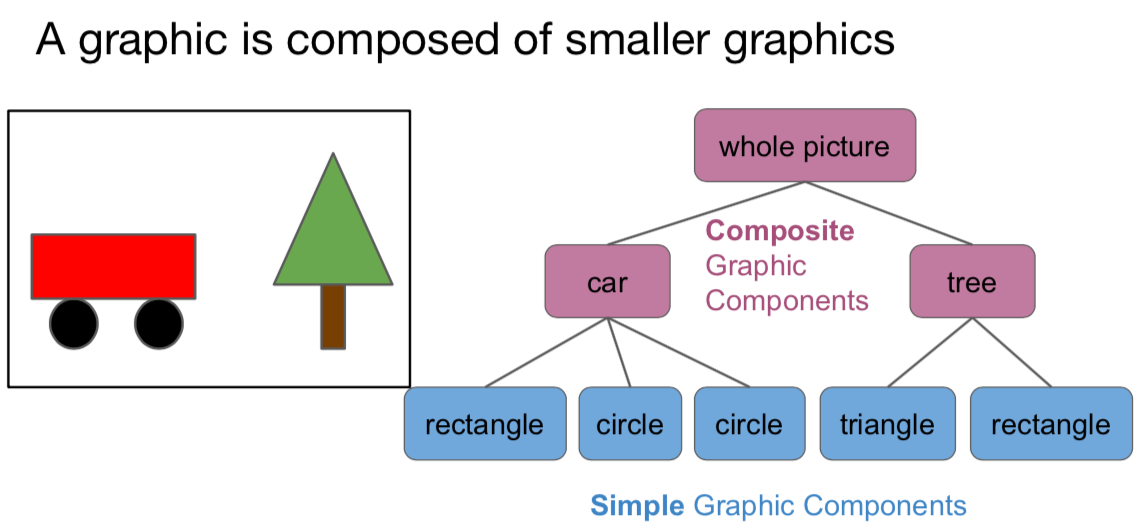 A graphic is composed of smaller graphics
whole picture
Composite
Graphic
Components
car
tree
rectangle
circle
circle
triangle
rectangle
Simple Graphic Components